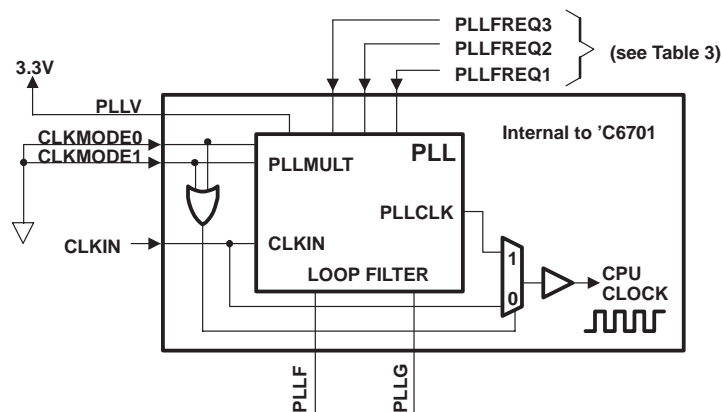 PLLFREQ3
PLLFREQ2
PLLFREQ1
(see Table 3)
3.3V
PLLV
CLKMODE0
CLKMODE1
Internal to ’C6701
PLL
PLLMULT
PLLCLK
CLKIN
CLKIN
LOOP FILTER
1
0
CPU
CLOCK
PLLF
PLLG